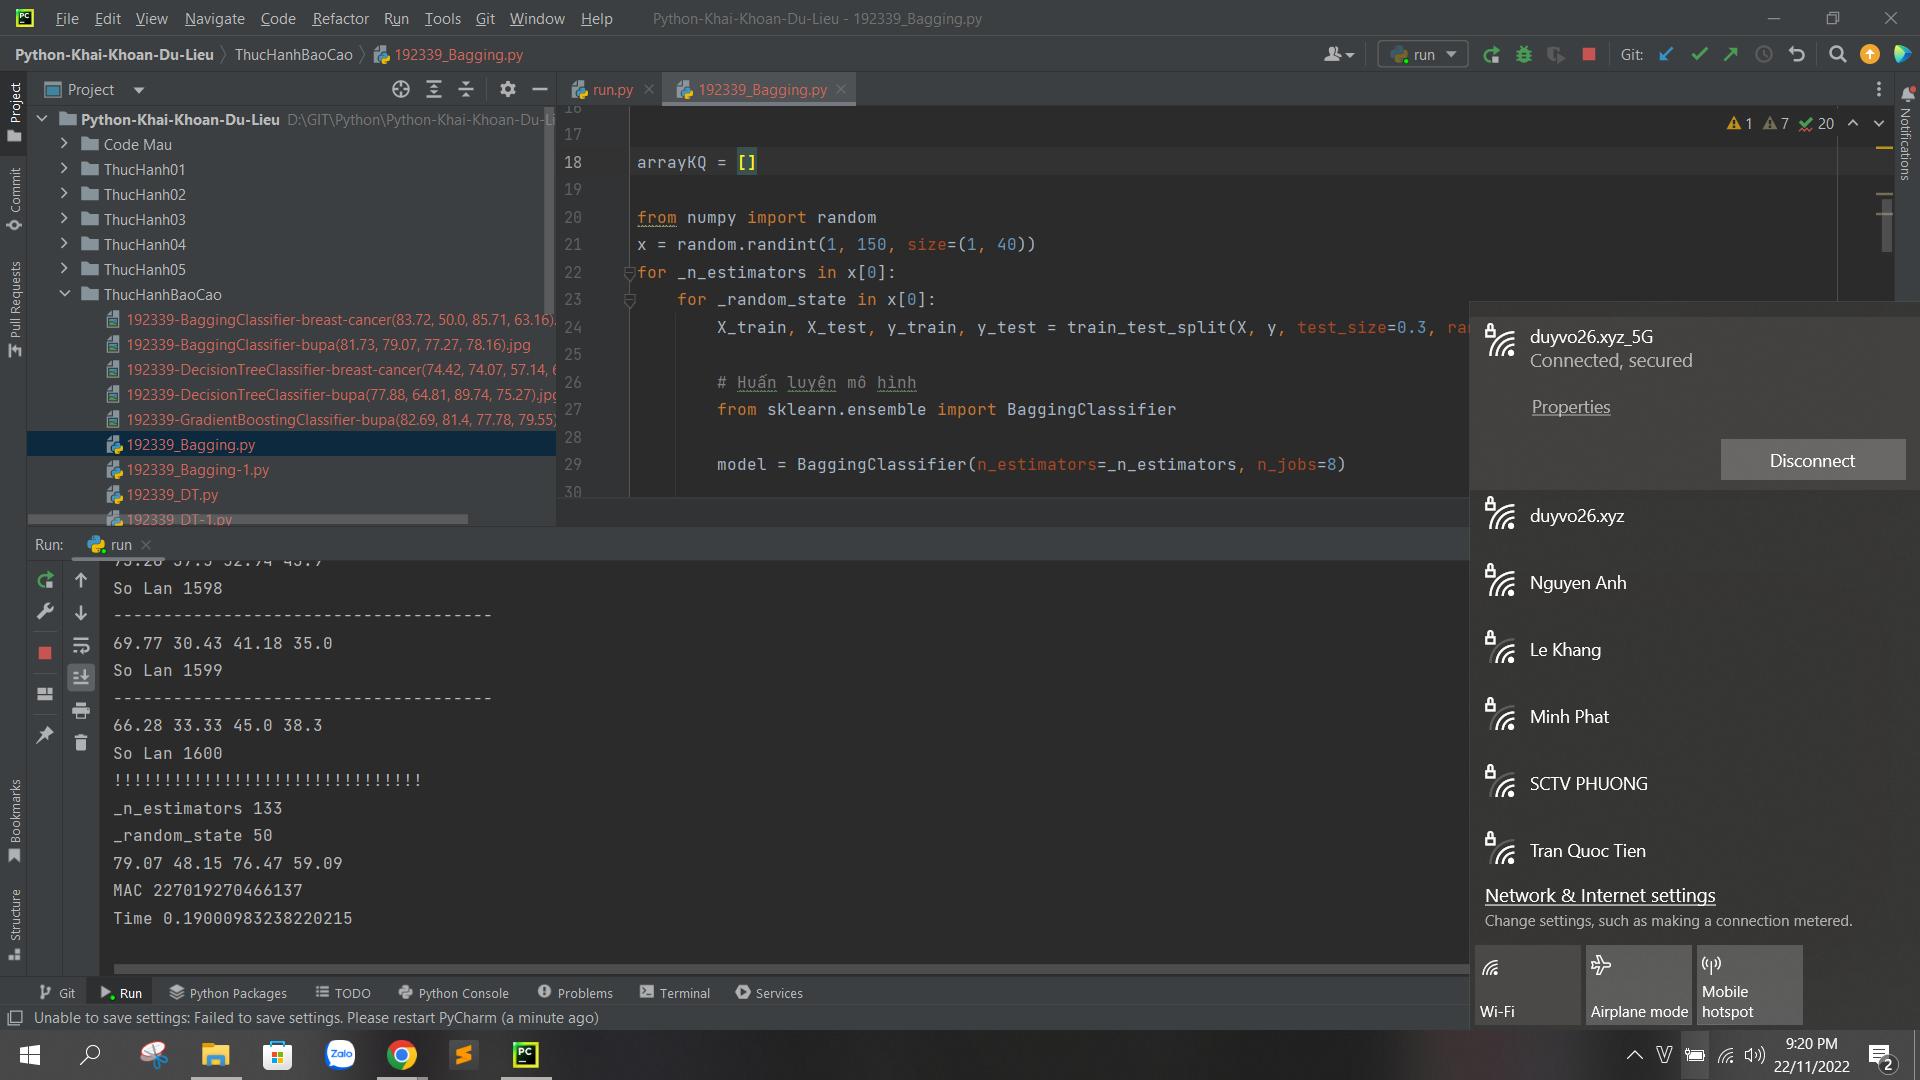 File Edit View Navigate Code Refactor Run Tools Git Window Help Python-Khai-Khoan-Du-Lieu - 192339_Bagging.py
Python-Khai-Khoan-Du-Lieu ThucHanhBaoCao 192339_Bagging.py run Git:
Project
Project
Commit
Pull Requests
Bookmarks
Structure
Notifications
Python-Khai-Khoan-Du-Lieu D:\GIT\Python\Python-Khai-Khoan-Du-Li
Code Mau
ThucHanh01
ThucHanh02
ThucHanh03
ThucHanh04
ThucHanh05
ThucHanhBaoCao
192339-BaggingClassifier-breast-cancer(83.72, 50.0, 85.71, 63.16).
192339-BaggingClassifier-bupa(81.73, 79.07, 77.27, 78.16).jpg
192339-DecisionTreeClassifier-breast-cancer(74.42, 74.07, 57.14, 6
192339-DecisionTreeClassifier-bupa(77.88, 64.81, 89.74, 75.27).jpg
192339-GradientBoostingClassifier-bupa(82.69, 81.4, 77.78, 79.55)
192339_Bagging.py
192339_Bagging-1.py
192339_DT.py
192339_DT-1.py
run.py 192339_Bagging.py
1 7 20
16
17
18 arrayKQ = []
19
20 from numpy import random
21 x = random.randint(1, 150, size=(1, 40))
22 for _n_estimators in x[0]:
23 for _random_state in x[0]:
24 X_train, X_test, y_train, y_test = train_test_split(X, y, test_size=0.3, ran
25
26 # Huấn luyện mô hình
27 from sklearn.ensemble import BaggingClassifier
28
29 model = BaggingClassifier(n_estimators=_n_estimators, n_jobs=8)
30
Run: run
73.26 37.5 52.94 43.9
So Lan 1598
--------------------------------------
69.77 30.43 41.18 35.0
So Lan 1599
--------------------------------------
66.28 33.33 45.0 38.3
So Lan 1600
!!!!!!!!!!!!!!!!!!!!!!!!!!!!!!!
_n_estimators 133
_random_state 50
79.07 48.15 76.47 59.09
MAC 227019270466137
Time 0.19000983238220215
Git Run Python Packages TODO Python Console Problems Terminal Services
Unable to save settings: Failed to save settings. Please restart PyCharm (a minute ago)
duyvo26.xyz_5G
Connected, secured
Properties
Disconnect
duyvo26.xyz
Nguyen Anh
Le Khang
Minh Phat
SCTV PHUONG
Tran Quoc Tien
Network & Internet settings
Change settings, such as making a connection metered.
Wi-Fi
Airplane mode
Mobile hotspot
PC
Zalo
PC
V
9:20 PM
22/11/2022
2